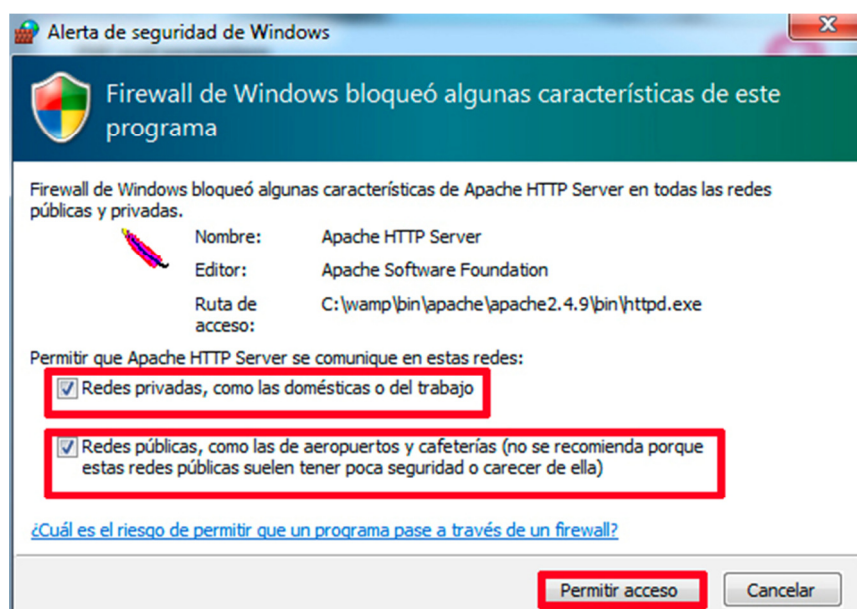 Alerta de seguridad de Windows
Firewall de Windows bloqueó algunas características de este
programa
Firewall de Windows bloqueó algunas características de Apache HTTP Server en todas las redes
públicas y privadas.
Nombre: Apache HTTP Server
Editor: Apache Software Foundation
Ruta de acceso: C:\wamp\bin\apache\apache2.4.9\bin\httpd.exe
Permitir que Apache HTTP Server se comunique en estas redes:
Redes privadas, como las domésticas o del trabajo
Redes públicas, como las de aeropuertos y cafeterías (no se recomienda porque
estas redes públicas suelen tener poca seguridad o carecer de ella)
¿Cuál es el riesgo de permitir que un programa pase a través de un firewall?
Permitir acceso Cancelar